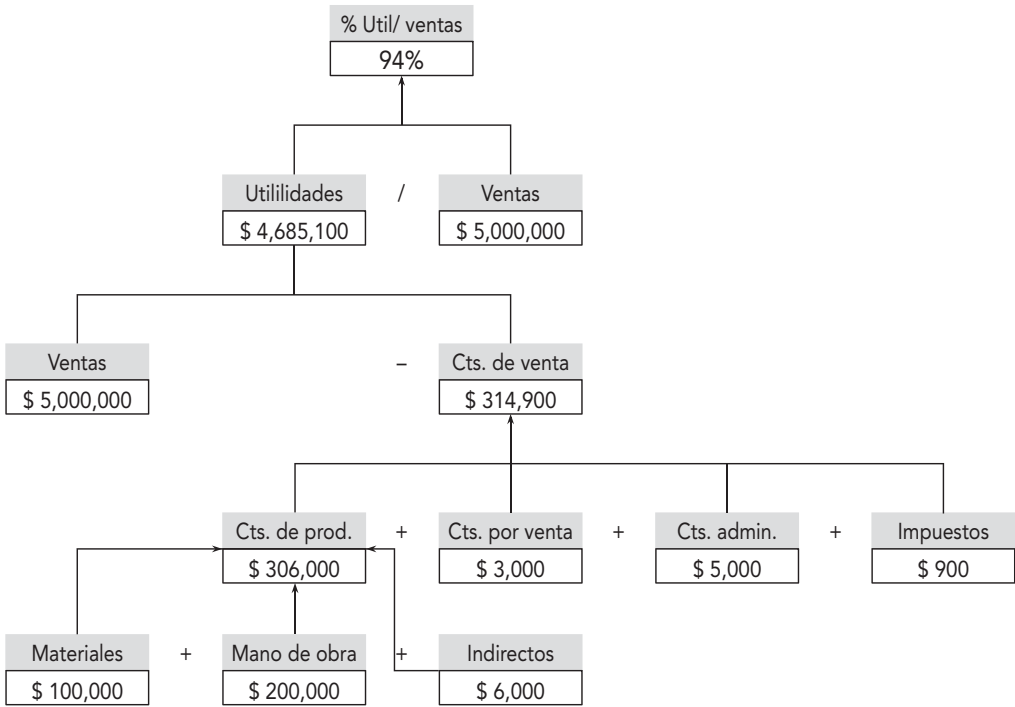 % Util/ ventas
94%
Utililidades / Ventas
$ 4,685,100 $ 5,000,000
Ventas – Cts. de venta
$ 5,000,000 $ 314,900
Cts. de prod. + Cts. por venta + Cts. admin. + Impuestos
$ 306,000 $ 3,000 $ 5,000 $ 900
Materiales + Mano de obra + Indirectos
$ 100,000 $ 200,000 $ 6,000